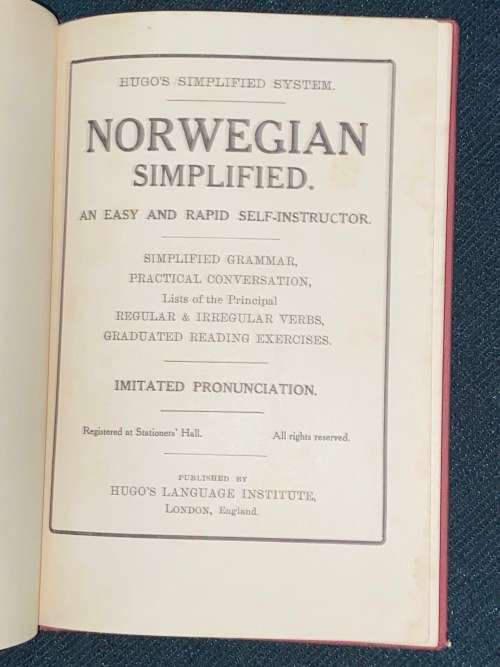 HUGO'S SIMPLIFIED SYSTEM.
NORWEGIAN
SIMPLIFIED.
AN EASY AND RAPID SELF-INSTRUCTOR.
SIMPLIFIED GRAMMAR,
PRACTICAL CONVERSATION,
Lists of the Principal
REGULAR & IRREGULAR VERBS,
GRADUATED READING EXERCISES.
IMITATED PRONUNCIATION.
Registered at Stationers' Hall. All rights reserved.
PUBLISHED BY
HUGO'S LANGUAGE INSTITUTE,
LONDON, England.